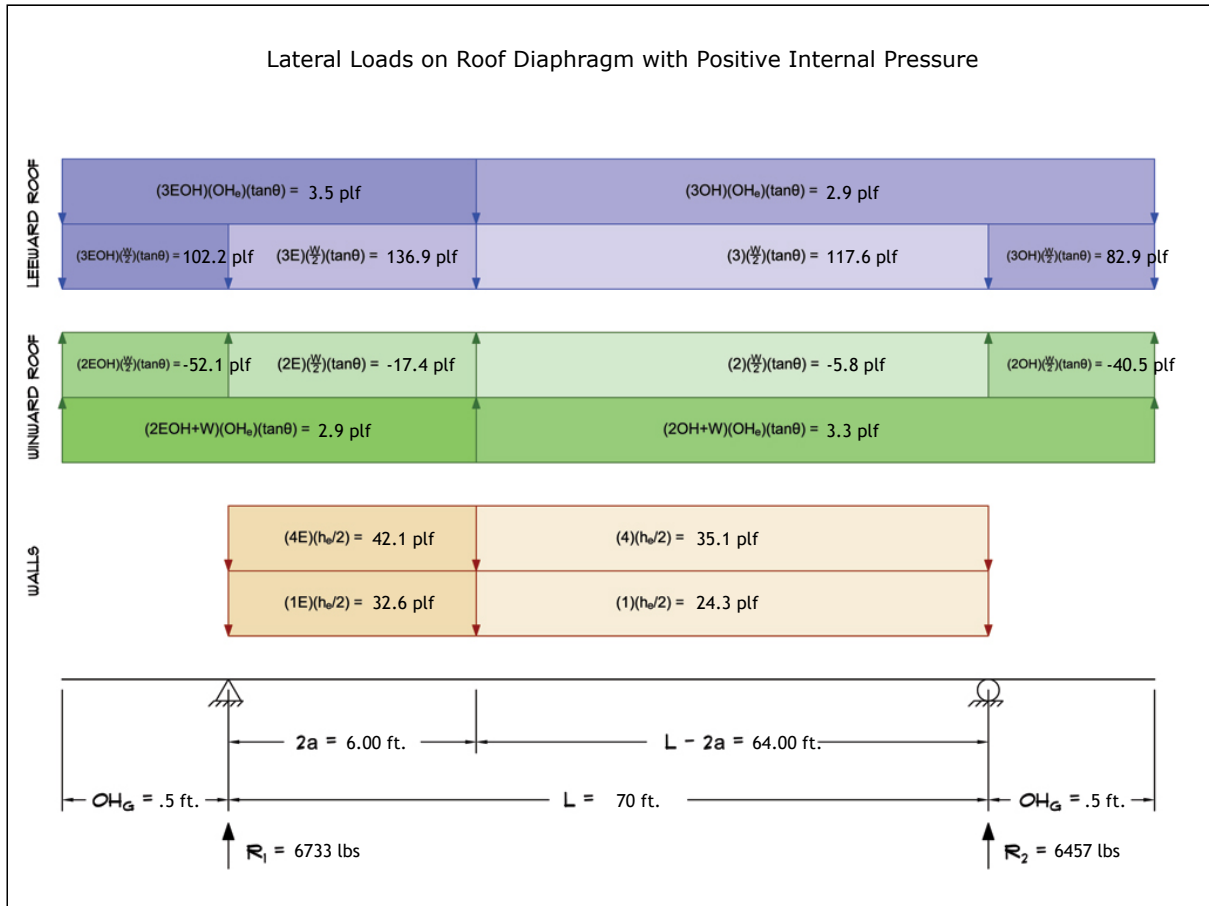 Lateral Loads on Roof Diaphragm with Positive Internal Pressure
LEEWARD ROOF
(3EOH)(OHₑ)(tanθ) = 3.5 plf
(3OH)(OHₑ)(tanθ) = 2.9 plf
(3EOH)(W/2)(tanθ) = 102.2 plf
(3E)(W/2)(tanθ) = 136.9 plf
(3)(W/2)(tanθ) = 117.6 plf
(3OH)(W/2)(tanθ) = 82.9 plf
WINWARD ROOF
(2EOH)(W/2)(tanθ) = -52.1 plf
(2E)(W/2)(tanθ) = -17.4 plf
(2)(W/2)(tanθ) = -5.8 plf
(2OH)(W/2)(tanθ) = -40.5 plf
(2EOH+W)(OHₑ)(tanθ) = 2.9 plf
(2OH+W)(OHₑ)(tanθ) = 3.3 plf
WALLS
(4E)(hₑ/2) = 42.1 plf
(4)(hₑ/2) = 35.1 plf
(1E)(hₑ/2) = 32.6 plf
(1)(hₑ/2) = 24.3 plf
2a = 6.00 ft.
L - 2a = 64.00 ft.
OH_G = .5 ft.
L = 70 ft.
OH_G = .5 ft.
R₁ = 6733 lbs
R₂ = 6457 lbs